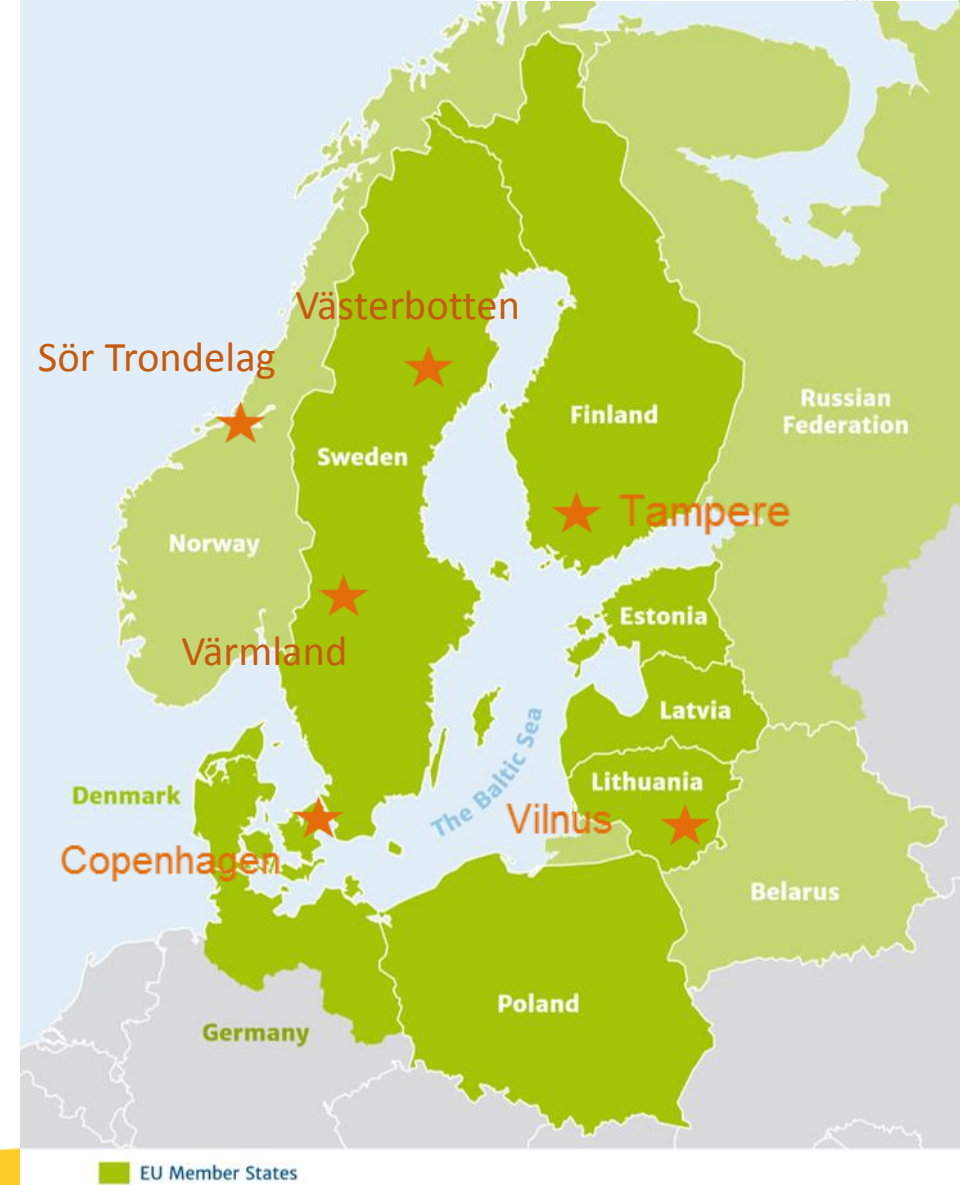 Västerbotten
Sör Trondelag
Russian
Federation
Finland
Sweden
Tampere
Norway
Estonia
Värmland
Latvia
The Baltic Sea
Lithuania
Denmark
Vilnus
Copenhagen
Belarus
Poland
Germany
EU Member States